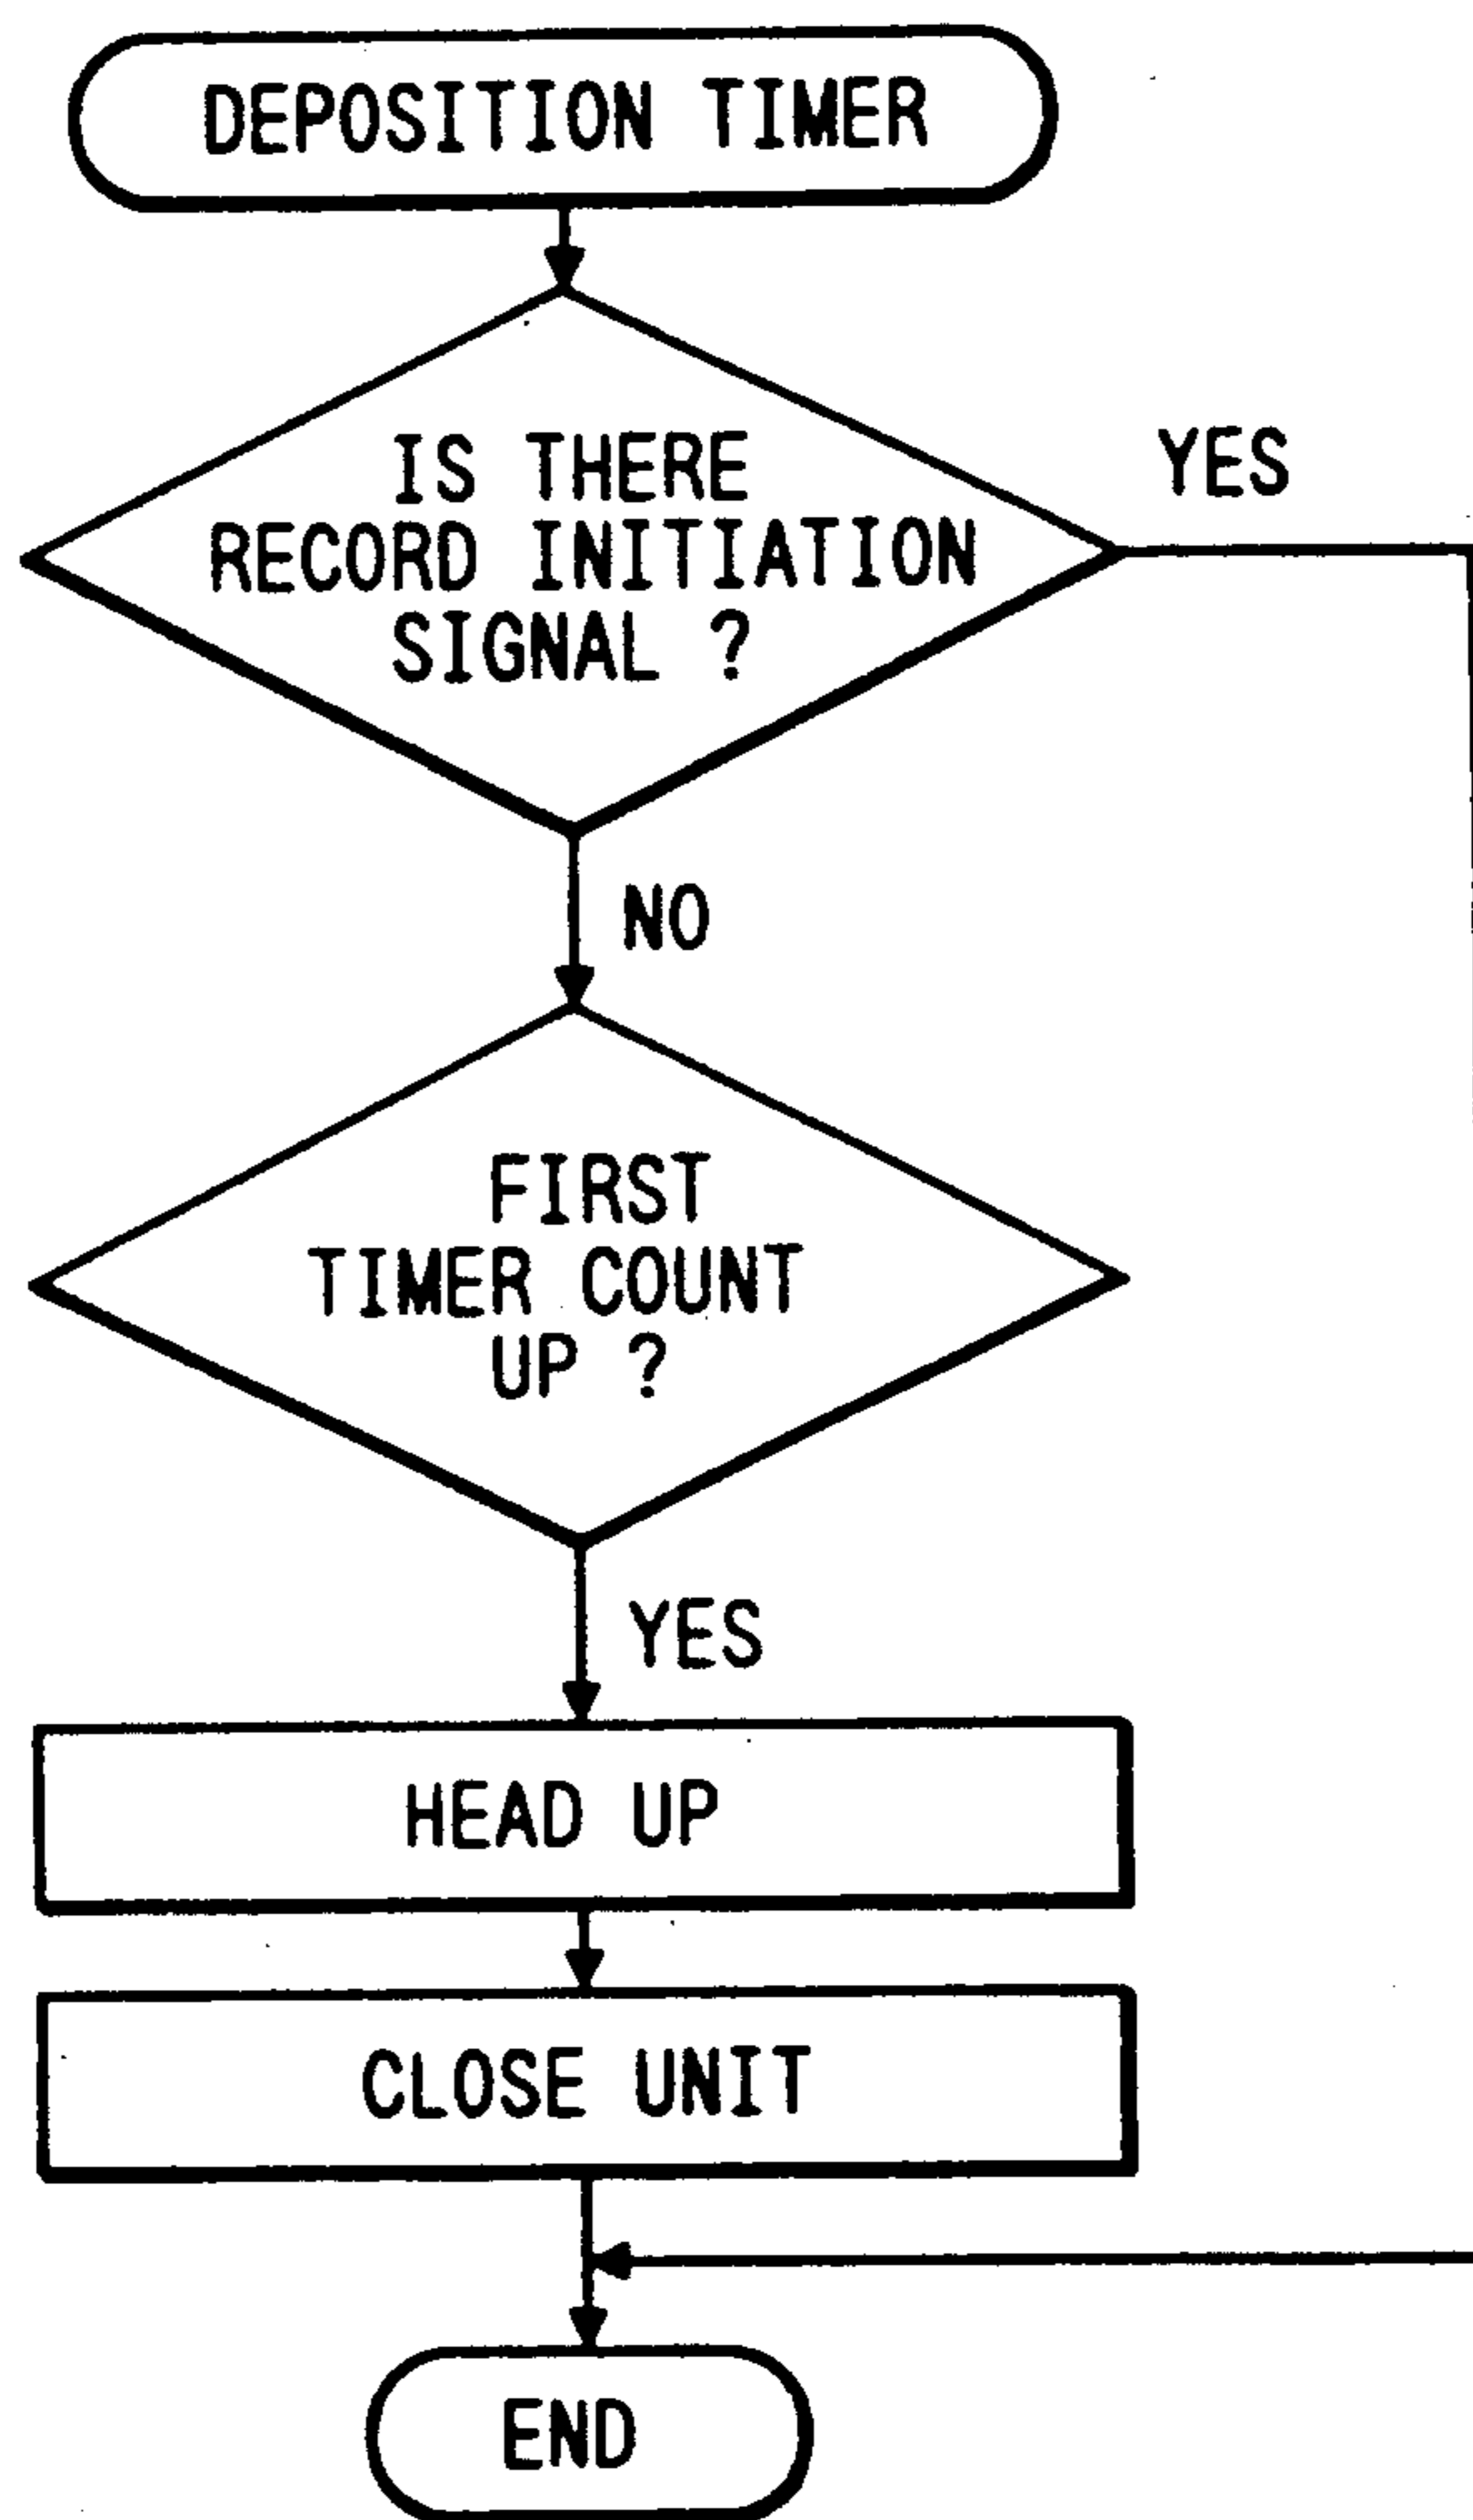 DEPOSITION TIMER
IS THERE
RECORD INITIATION
SIGNAL ?
YES
NO
FIRST
TIMER COUNT
UP ?
YES
HEAD UP
CLOSE UNIT
END